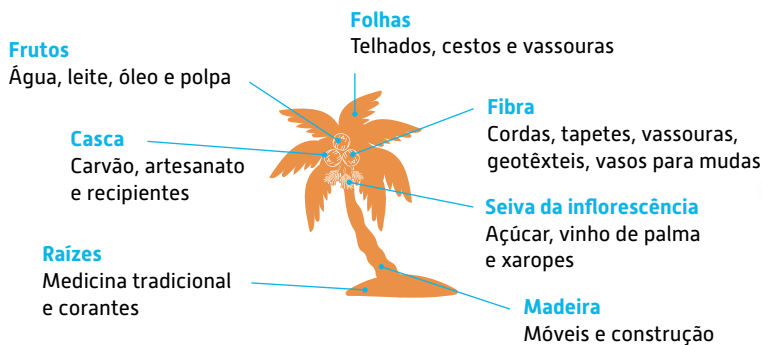 Folhas
Telhados, cestos e vassouras
Frutos
Água, leite, óleo e polpa
Fibra
Cordas, tapetes, vassouras,
geotêxteis, vasos para mudas
Casca
Carvão, artesanato
e recipientes
Seiva da inflorescência
Açúcar, vinho de palma
e xaropes
Raízes
Medicina tradicional
e corantes
Madeira
Móveis e construção